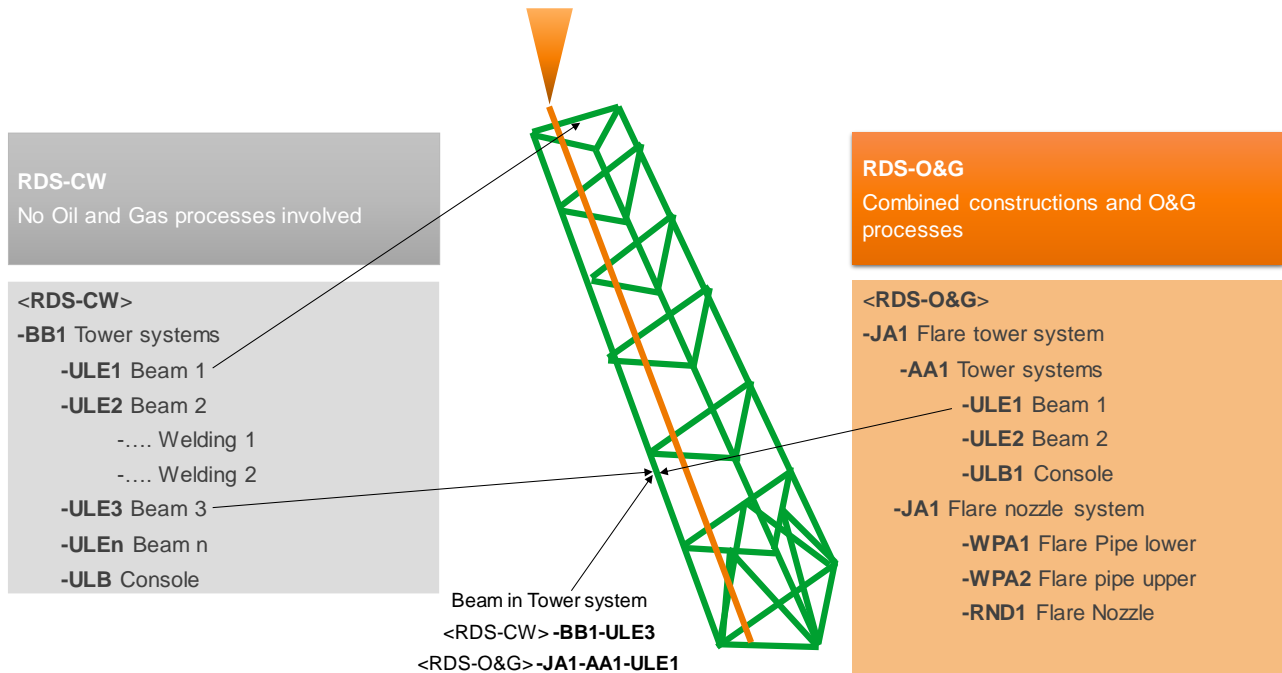 RDS-CW
No Oil and Gas processes involved
<RDS-CW>
-BB1 Tower systems
-ULE1 Beam 1
-ULE2 Beam 2
-.... Welding 1
-.... Welding 2
-ULE3 Beam 3
-ULEn Beam n
-ULB Console
Beam in Tower system
<RDS-CW> -BB1-ULE3
<RDS-O&G> -JA1-AA1-ULE1
RDS-O&G
Combined constructions and O&G
processes
<RDS-O&G>
-JA1 Flare tower system
-AA1 Tower systems
-ULE1 Beam 1
-ULE2 Beam 2
-ULB1 Console
-JA1 Flare nozzle system
-WPA1 Flare Pipe lower
-WPA2 Flare pipe upper
-RND1 Flare Nozzle